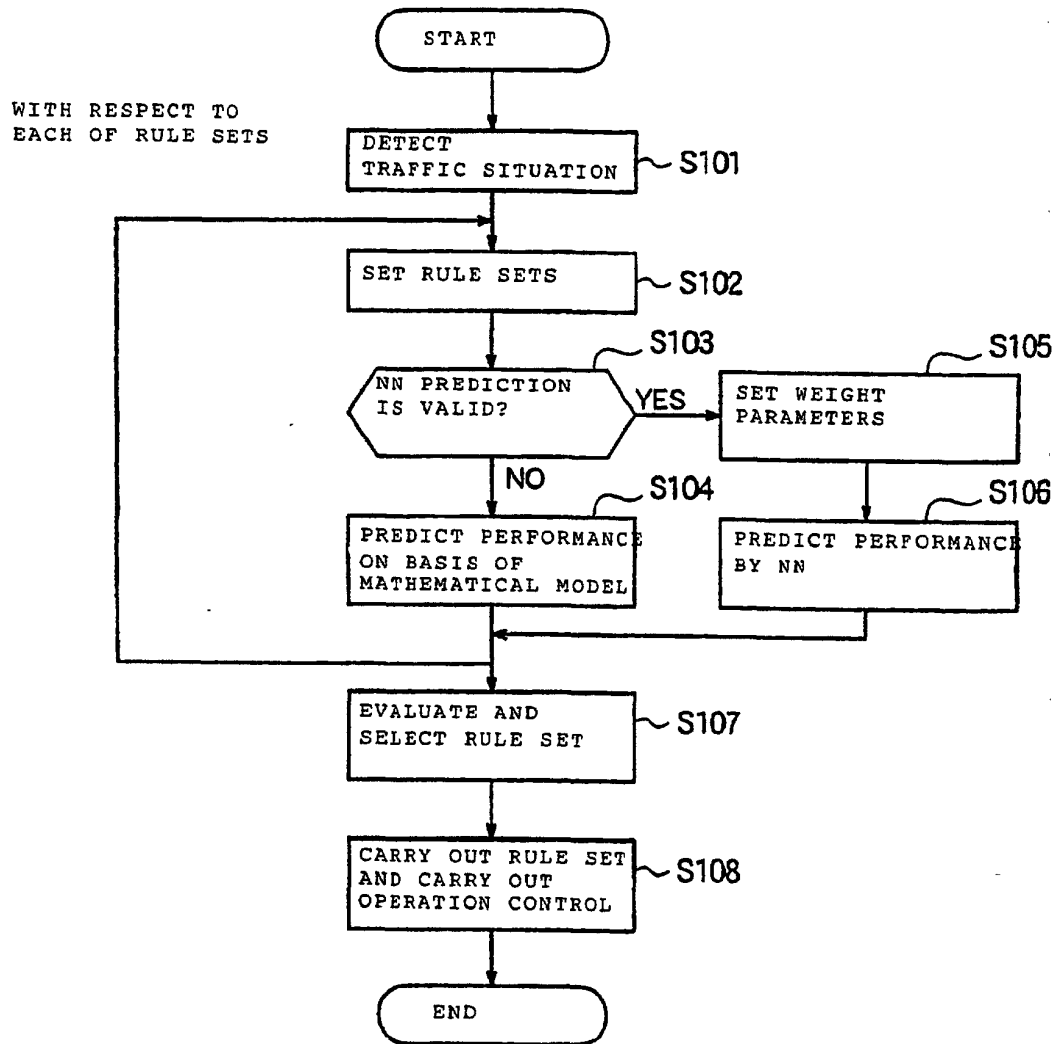 START
WITH RESPECT TO
EACH OF RULE SETS
DETECT
TRAFFIC SITUATION
S101
SET RULE SETS
S102
S103
NN PREDICTION
IS VALID?
YES
S105
SET WEIGHT
PARAMETERS
NO
S104
PREDICT PERFORMANCE
ON BASIS OF
MATHEMATICAL MODEL
S106
PREDICT PERFORMANCE
BY NN
EVALUATE AND
SELECT RULE SET
S107
CARRY OUT RULE SET
AND CARRY OUT
OPERATION CONTROL
S108
END